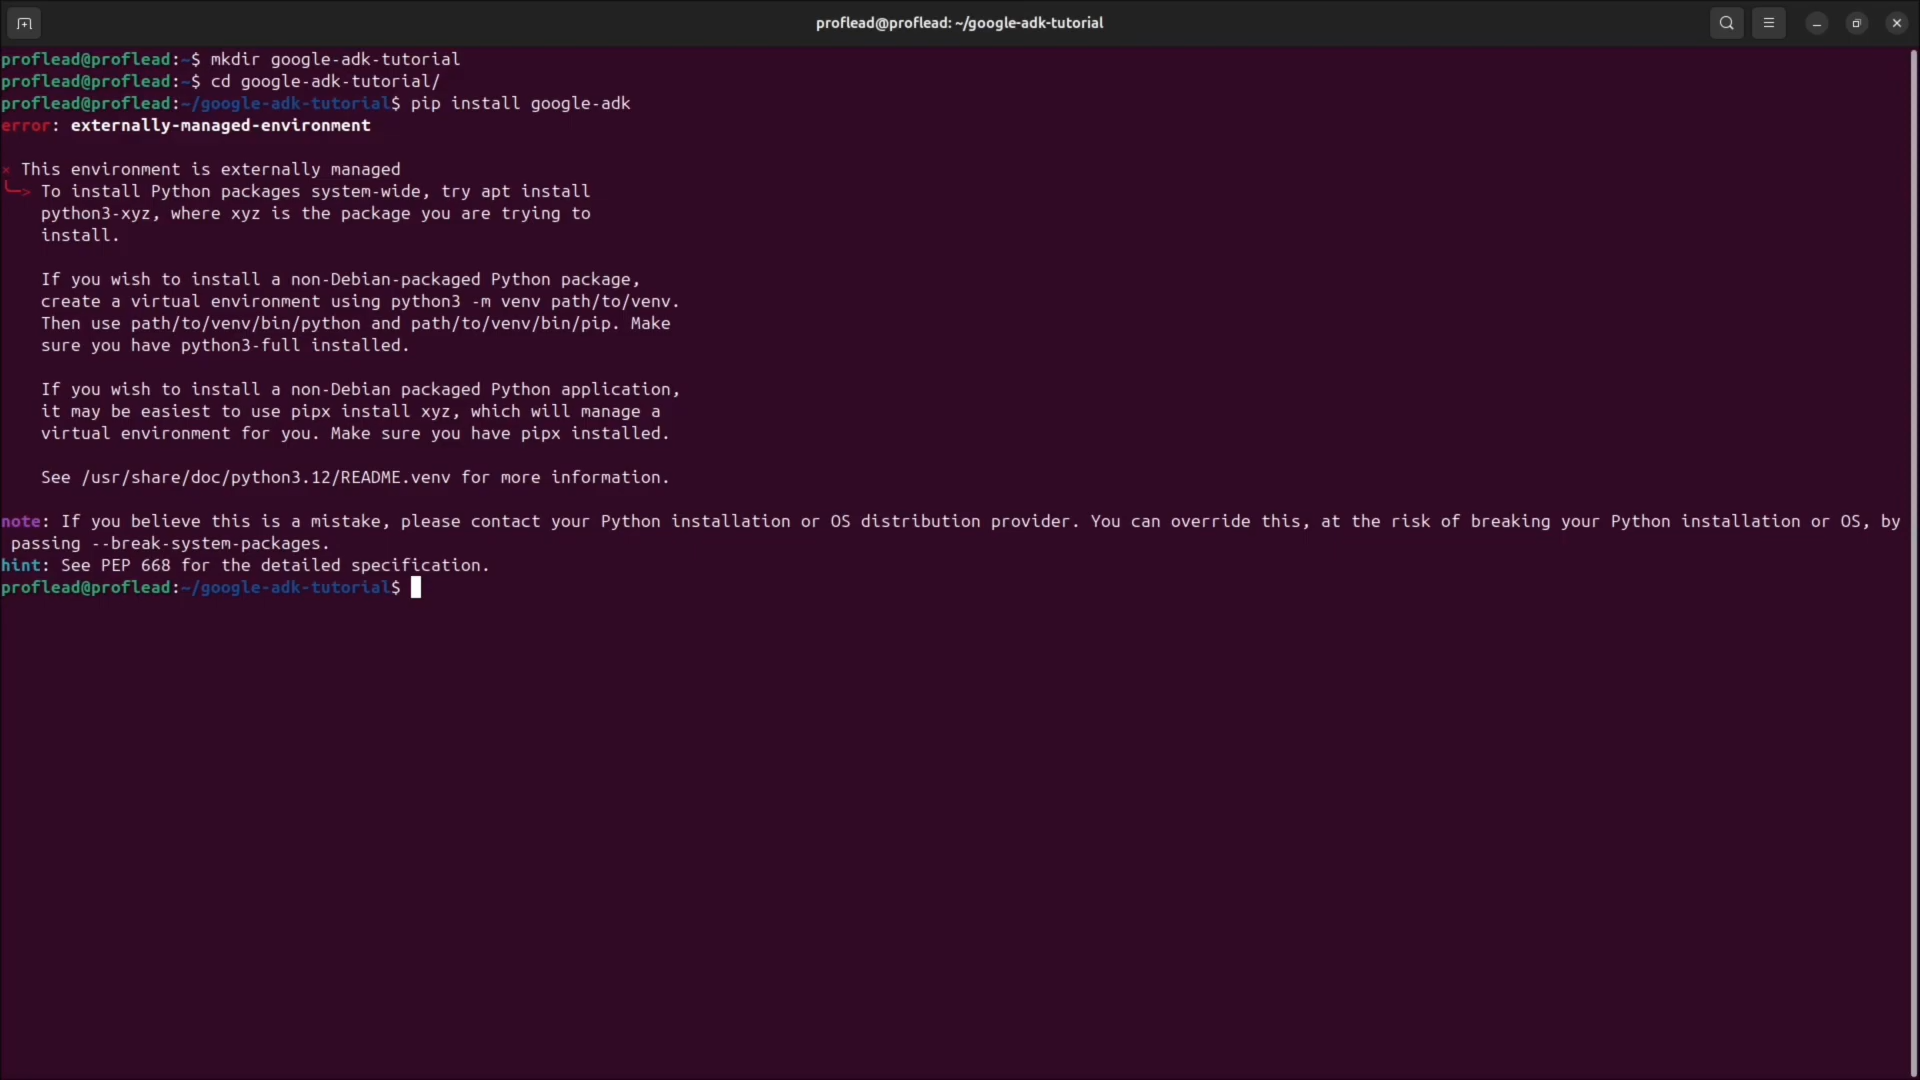 proflead@proflead: ~/google-adk-tutorial
proflead@proflead:~$ mkdir google-adk-tutorial
proflead@proflead:~$ cd google-adk-tutorial/
proflead@proflead:~/google-adk-tutorial$ pip install google-adk
error: externally-managed-environment
× This environment is externally managed
╰─> To install Python packages system-wide, try apt install
python3-xyz, where xyz is the package you are trying to
install.
If you wish to install a non-Debian-packaged Python package,
create a virtual environment using python3 -m venv path/to/venv.
Then use path/to/venv/bin/python and path/to/venv/bin/pip. Make
sure you have python3-full installed.
If you wish to install a non-Debian packaged Python application,
it may be easiest to use pipx install xyz, which will manage a
virtual environment for you. Make sure you have pipx installed.
See /usr/share/doc/python3.12/README.venv for more information.
note: If you believe this is a mistake, please contact your Python installation or OS distribution provider. You can override this, at the risk of breaking your Python installation or OS, by
passing --break-system-packages.
hint: See PEP 668 for the detailed specification.
proflead@proflead:~/google-adk-tutorial$